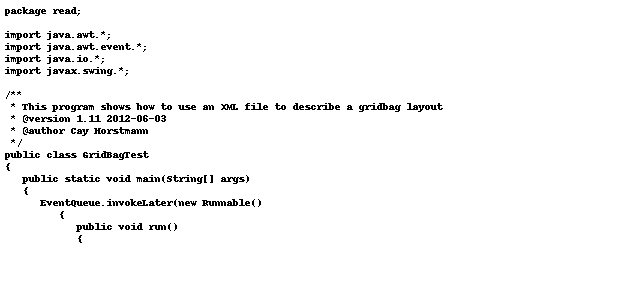 package read;

import java.awt.*;
import java.awt.event.*;
import java.io.*;
import javax.swing.*;

/**
 * This program shows how to use an XML file to describe a gridbag layout
 * @version 1.11 2012-06-03
 * @author Cay Horstmann
 */
public class GridBagTest
{
   public static void main(String[] args)
   {
      EventQueue.invokeLater(new Runnable()
         {
            public void run()
            {